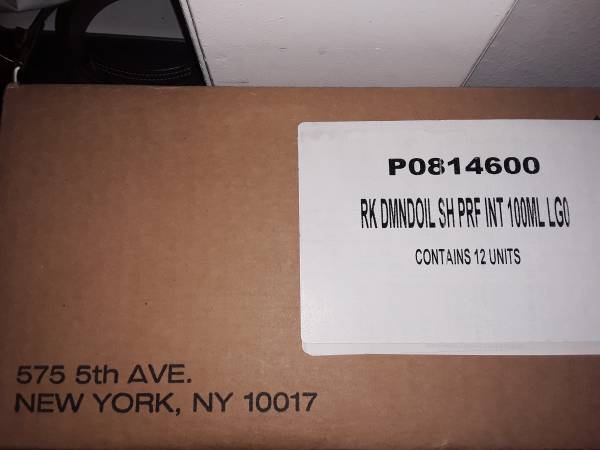 P0814600
RK DMNDOIL SH PRF INT 100ML LG0
CONTAINS 12 UNITS
575 5th AVE.
NEW YORK, NY 10017